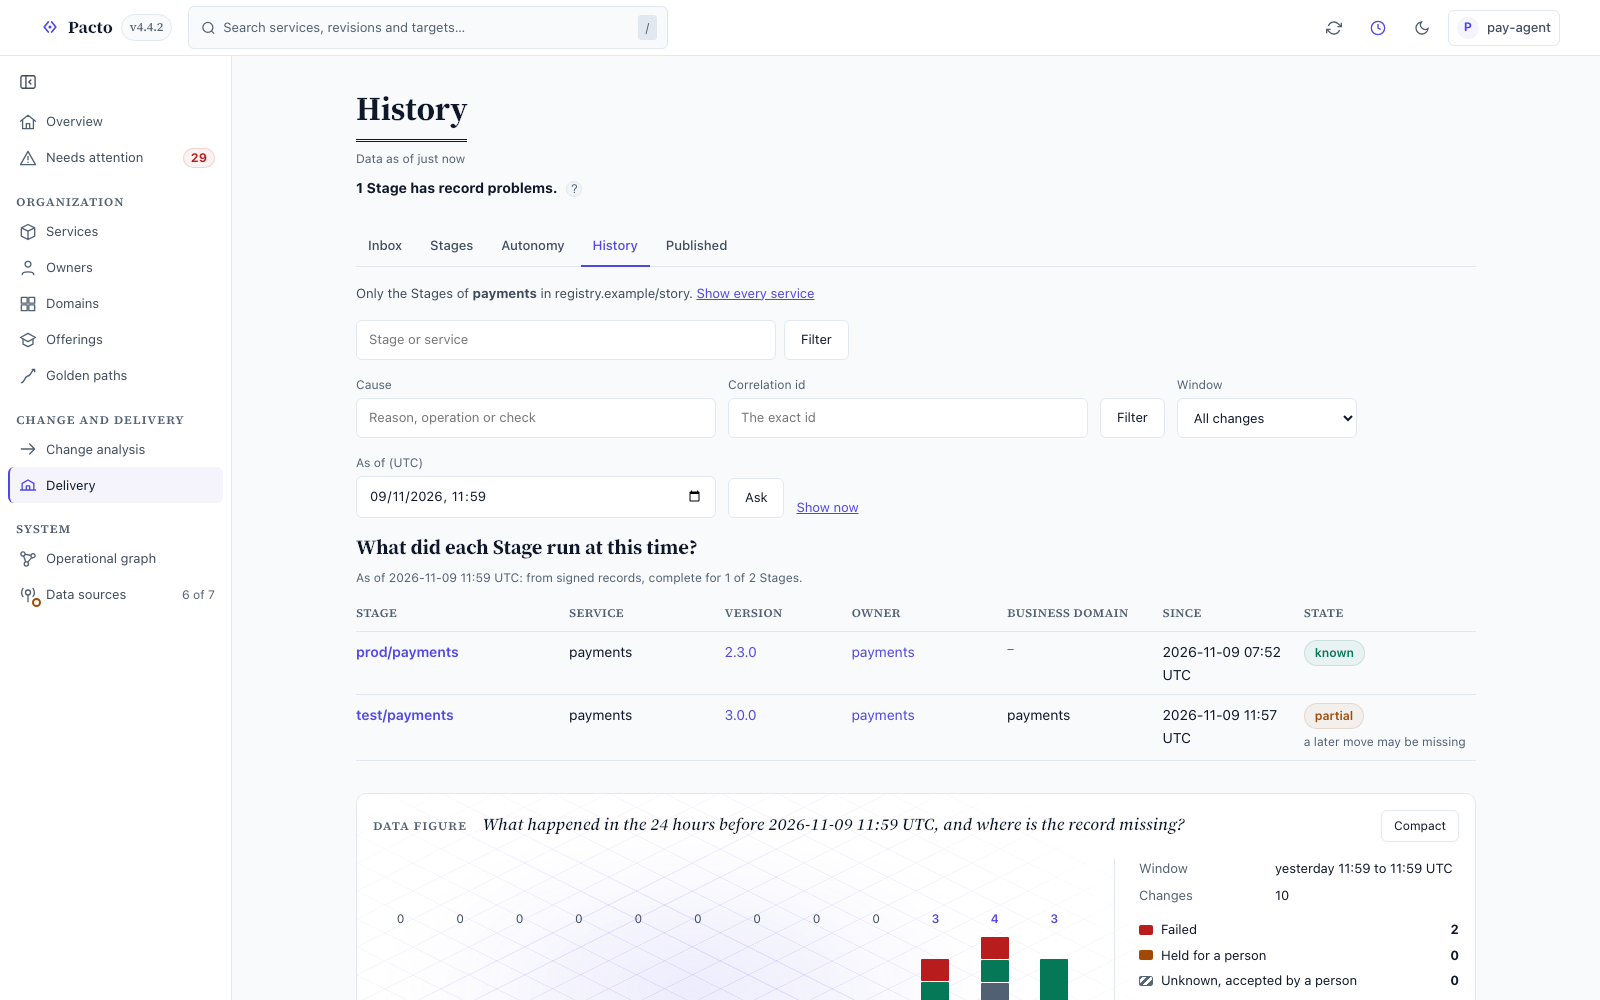 Pacto v4.4.2 Search services, revisions and targets... / P pay-agent
Overview
Needs attention 29
ORGANIZATION
Services
Owners
Domains
Offerings
Golden paths
CHANGE AND DELIVERY
Change analysis
Delivery
SYSTEM
Operational graph
Data sources 6 of 7
History
Data as of just now
1 Stage has record problems. ?
Inbox Stages Autonomy History Published
Only the Stages of payments in registry.example/story. Show every service
Stage or service Filter
Cause Correlation id Window
Reason, operation or check The exact id Filter All changes
As of (UTC)
09/11/2026, 11:59 Ask Show now
What did each Stage run at this time?
As of 2026-11-09 11:59 UTC: from signed records, complete for 1 of 2 Stages.
STAGE SERVICE VERSION OWNER BUSINESS DOMAIN SINCE STATE
prod/payments payments 2.3.0 payments – 2026-11-09 07:52 known
UTC
test/payments payments 3.0.0 payments payments 2026-11-09 11:57 partial
UTC a later move may be missing
DATA FIGURE What happened in the 24 hours before 2026-11-09 11:59 UTC, and where is the record missing? Compact
Window yesterday 11:59 to 11:59 UTC
Changes 10
0 0 0 0 0 0 0 0 0 3 4 3
Failed 2
Held for a person 0
Unknown, accepted by a person 0